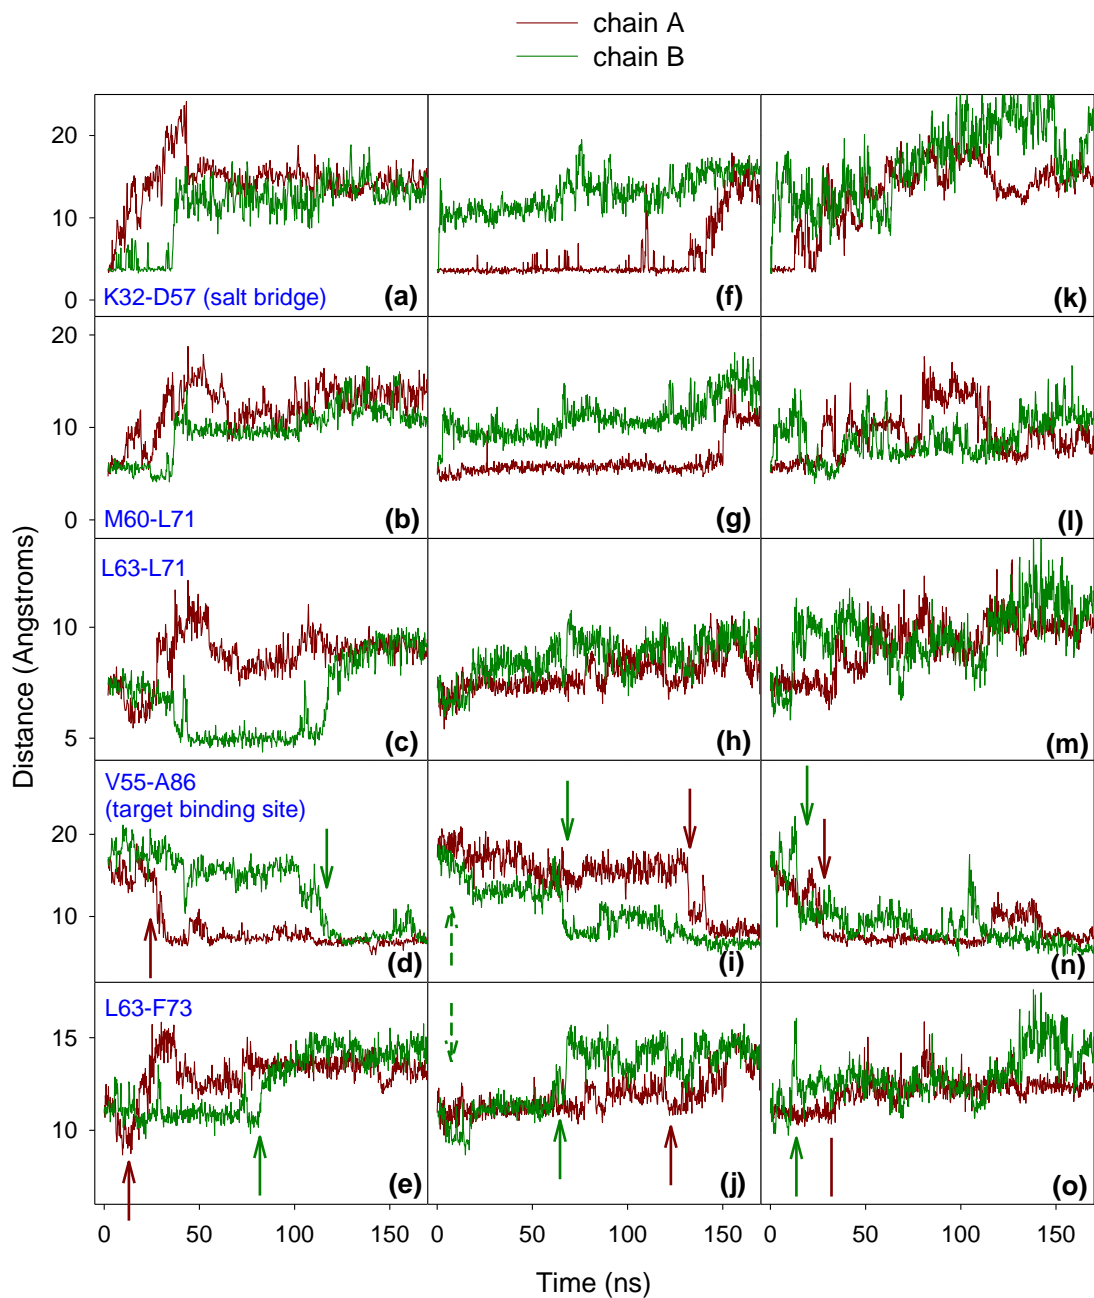 chain A
chain B
20
10
0
K32-D57 (salt bridge)
(a)
(f)
(k)
20
10
0
M60-L71
(b)
(g)
(l)
L63-L71
10
5
(c)
(h)
(m)
V55-A86
(target binding site)
20
10
(d)
(i)
(n)
L63-F73
15
10
(e)
(j)
(o)
0 50 100 0 50 100 150 0 50 100 150
Time (ns)
Distance (Angstroms)